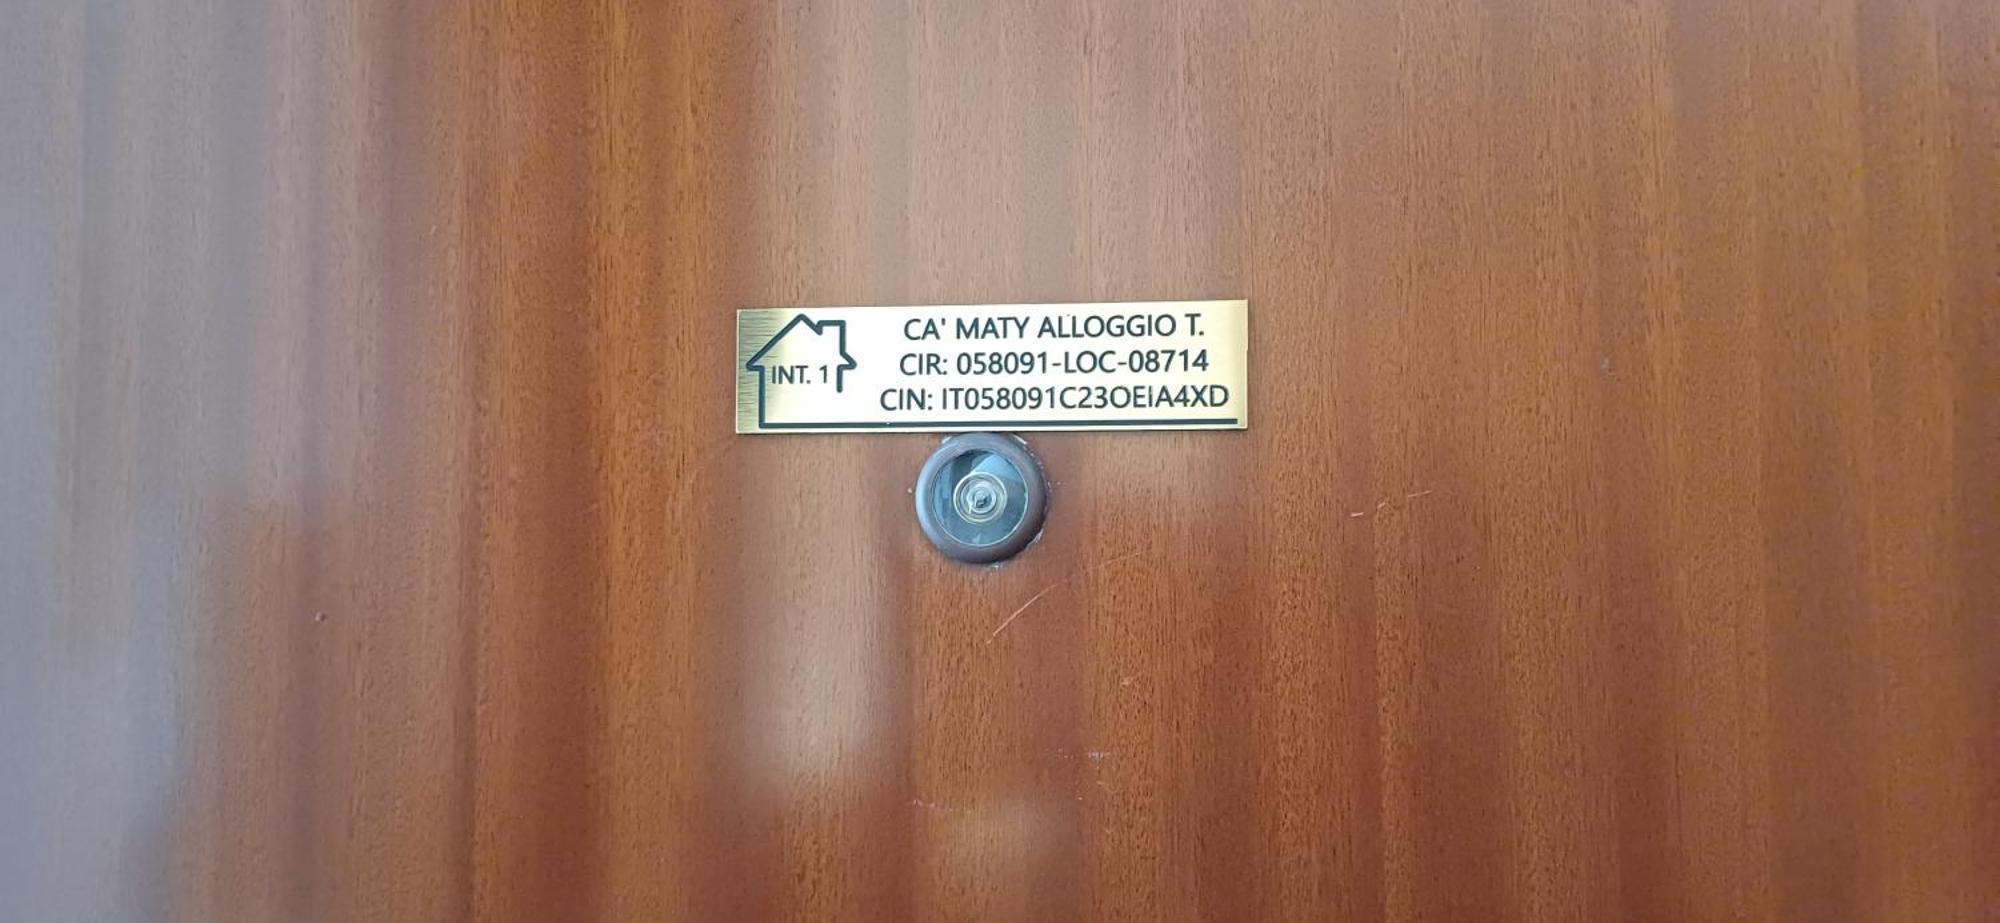 INT. 1
CA' MATY ALLOGGIO T.
CIR: 058091-LOC-08714
CIN: IT058091C23OEIA4XD